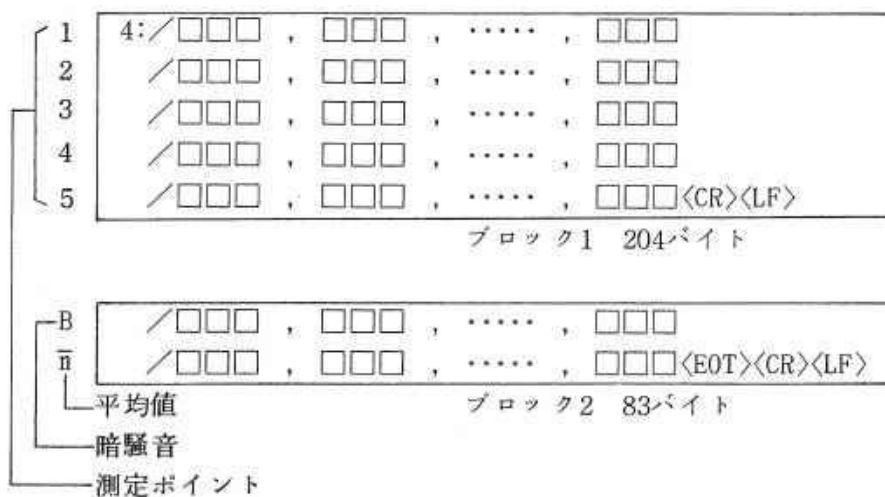 1 4:／□□□ , □□□ , ····· , □□□
2 ／□□□ , □□□ , ····· , □□□
3 ／□□□ , □□□ , ····· , □□□
4 ／□□□ , □□□ , ····· , □□□
5 ／□□□ , □□□ , ····· , □□□〈CR〉〈LF〉
ブロック1 204バイト
B ／□□□ , □□□ , ····· , □□□
n̅ ／□□□ , □□□ , ····· , □□□〈EOT〉〈CR〉〈LF〉
平均値 ブロック2 83バイト
暗騒音
測定ポイント